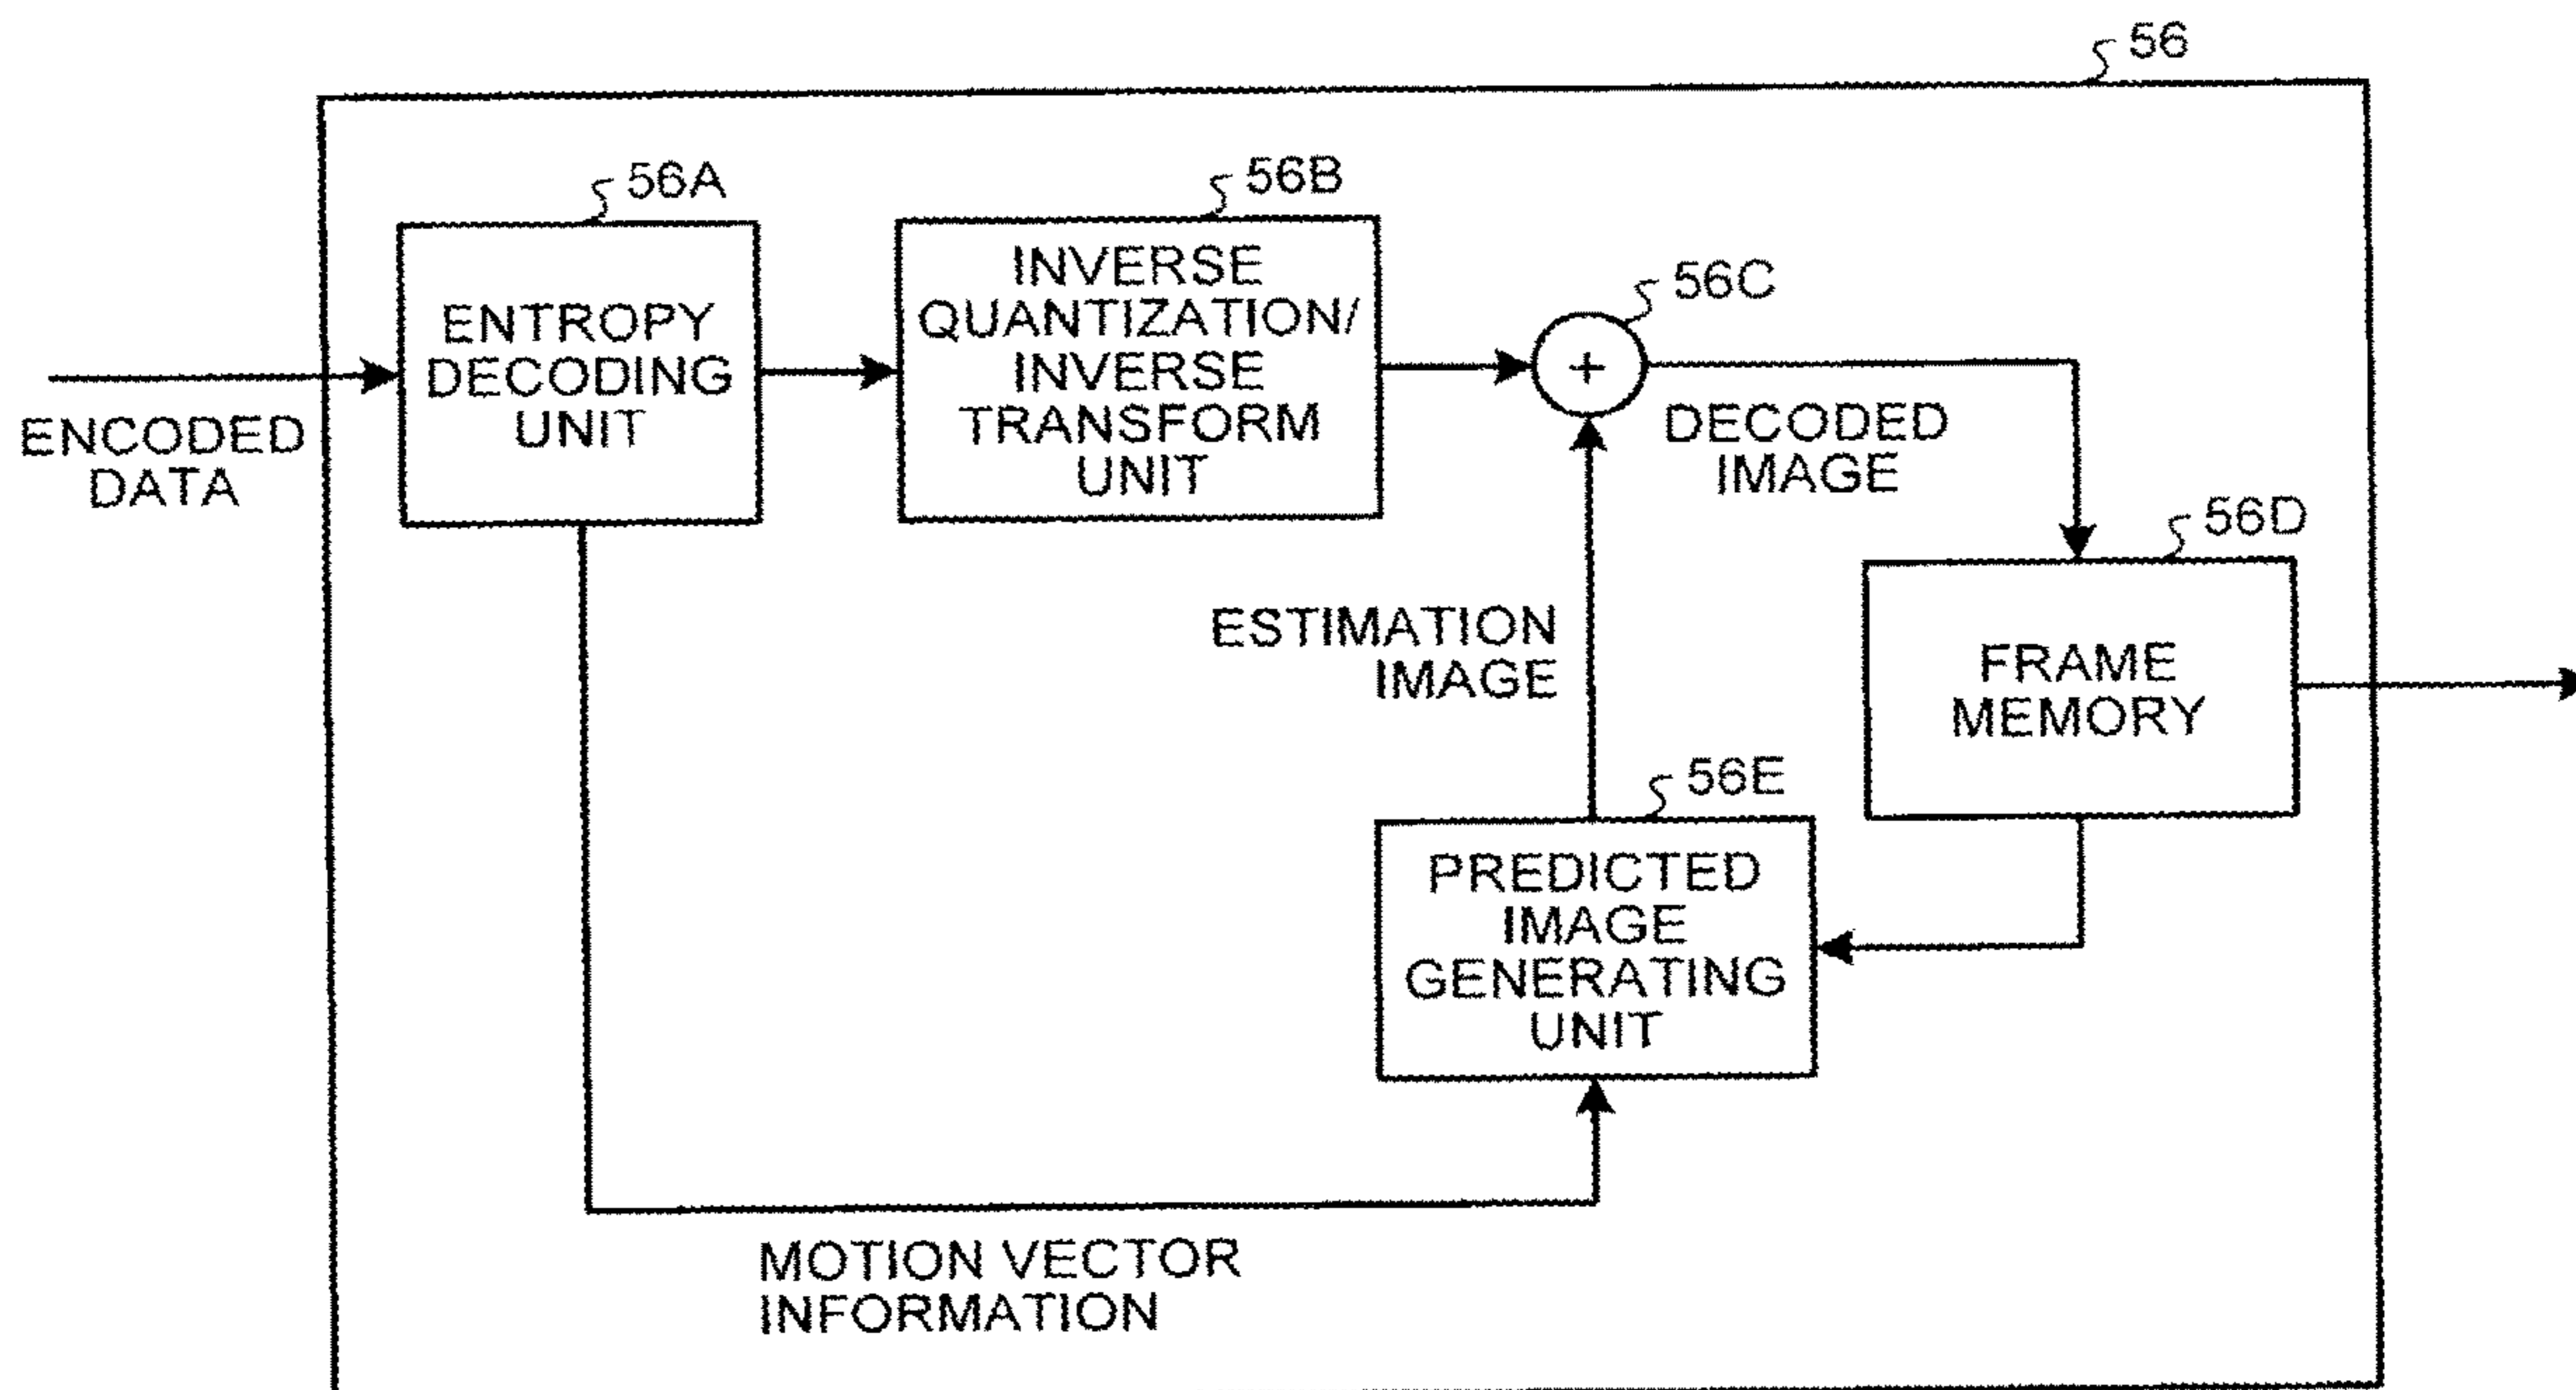 56
56A
56B
ENTROPY
DECODING
UNIT
INVERSE
QUANTIZATION/
INVERSE
TRANSFORM
UNIT
56C
+
ENCODED
DATA
DECODED
IMAGE
56D
ESTIMATION
IMAGE
FRAME
MEMORY
56E
PREDICTED
IMAGE
GENERATING
UNIT
MOTION VECTOR
INFORMATION